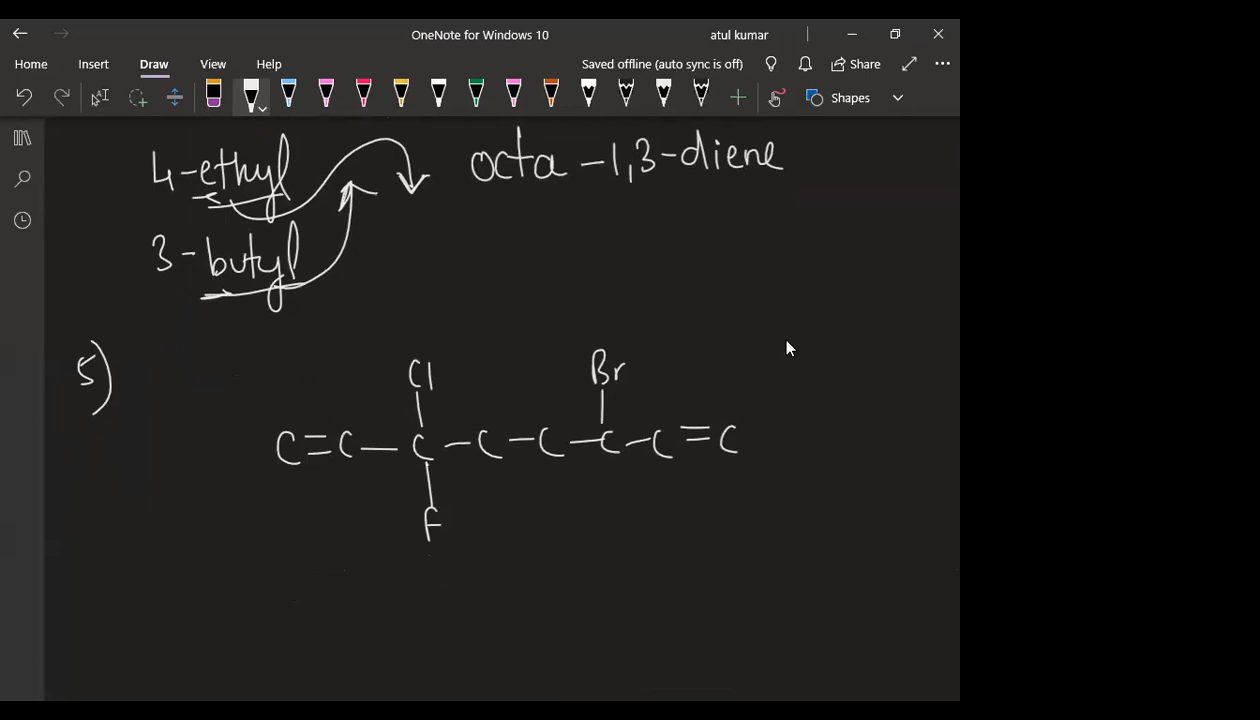 OneNote for Windows 10
atul kumar
Home Insert Draw View Help
Saved offline (auto sync is off)
Share
Shapes
4-ethyl octa-1,3-diene
3-butyl
5)
Cl Br
C=C-C-C-C-C-C=C
F